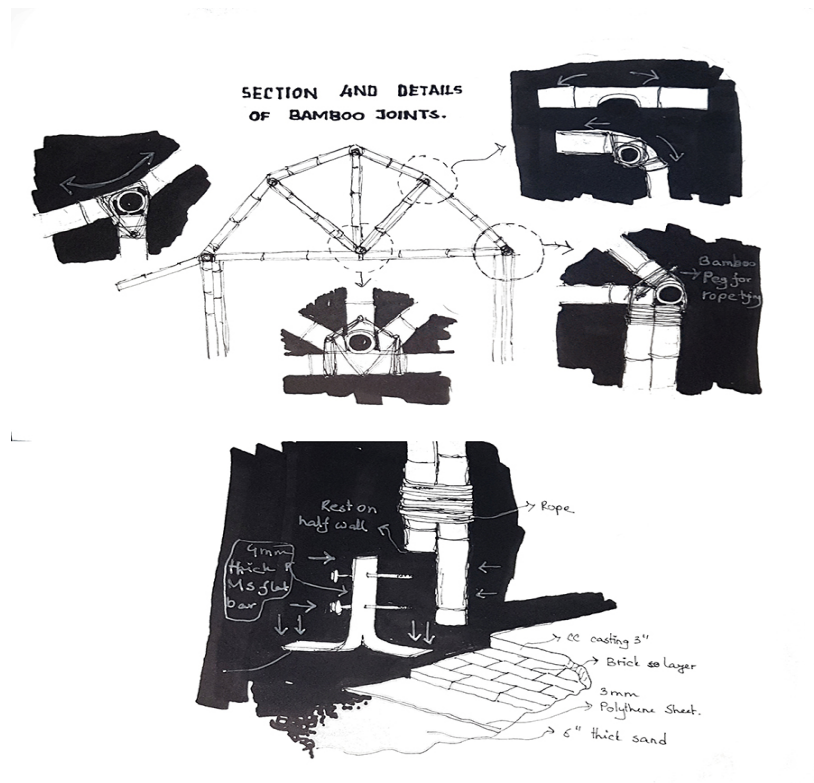 SECTION AND DETAILS
OF BAMBOO JOINTS.
Bamboo
Peg for
rope tying
Rest on
half wall
Rope
4mm
thick
MS flat
bar
CC casting 3"
Brick layer
3mm
Polythene Sheet.
6" thick sand